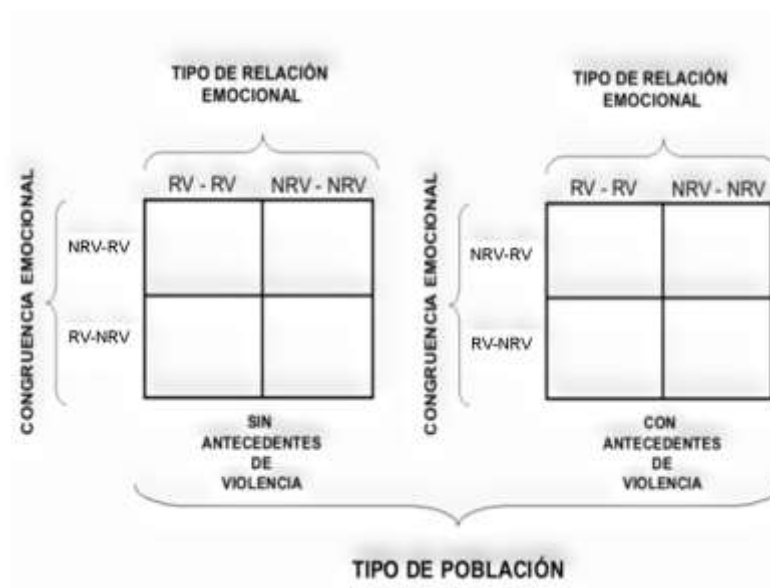 TIPO DE RELACIÓN
EMOCIONAL
RV - RV
NRV - NRV
CONGRUENCIA EMOCIONAL
NRV-RV
RV-NRV
SIN
ANTECEDENTES
DE
VIOLENCIA
TIPO DE RELACIÓN
EMOCIONAL
RV - RV
NRV - NRV
CONGRUENCIA EMOCIONAL
NRV-RV
RV-NRV
CON
ANTECEDENTES
DE
VIOLENCIA
TIPO DE POBLACIÓN